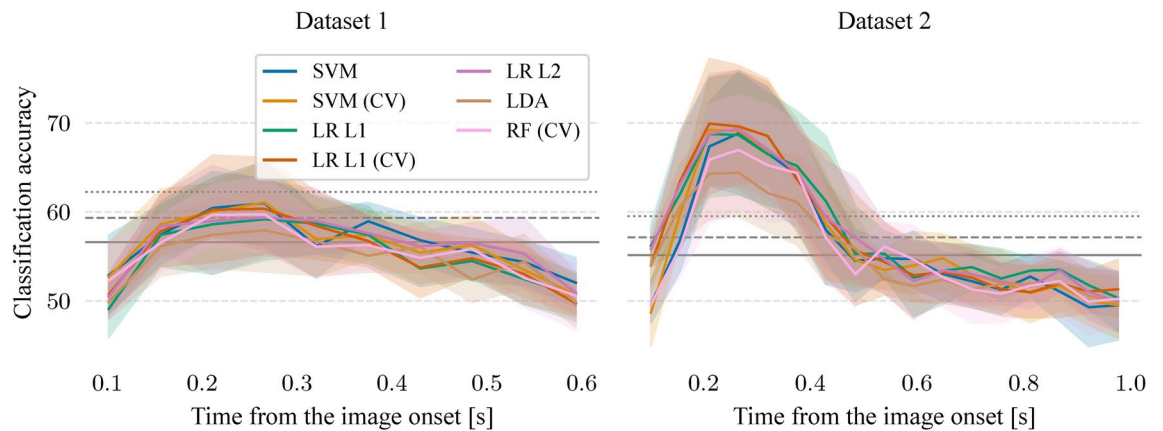 Dataset 1
Dataset 2
SVM
SVM (CV)
LR L1
LR L1 (CV)
LR L2
LDA
RF (CV)
Classification accuracy
70
60
50
0.1 0.2 0.3 0.4 0.5 0.6
0.2 0.4 0.6 0.8 1.0
Time from the image onset [s]
Time from the image onset [s]